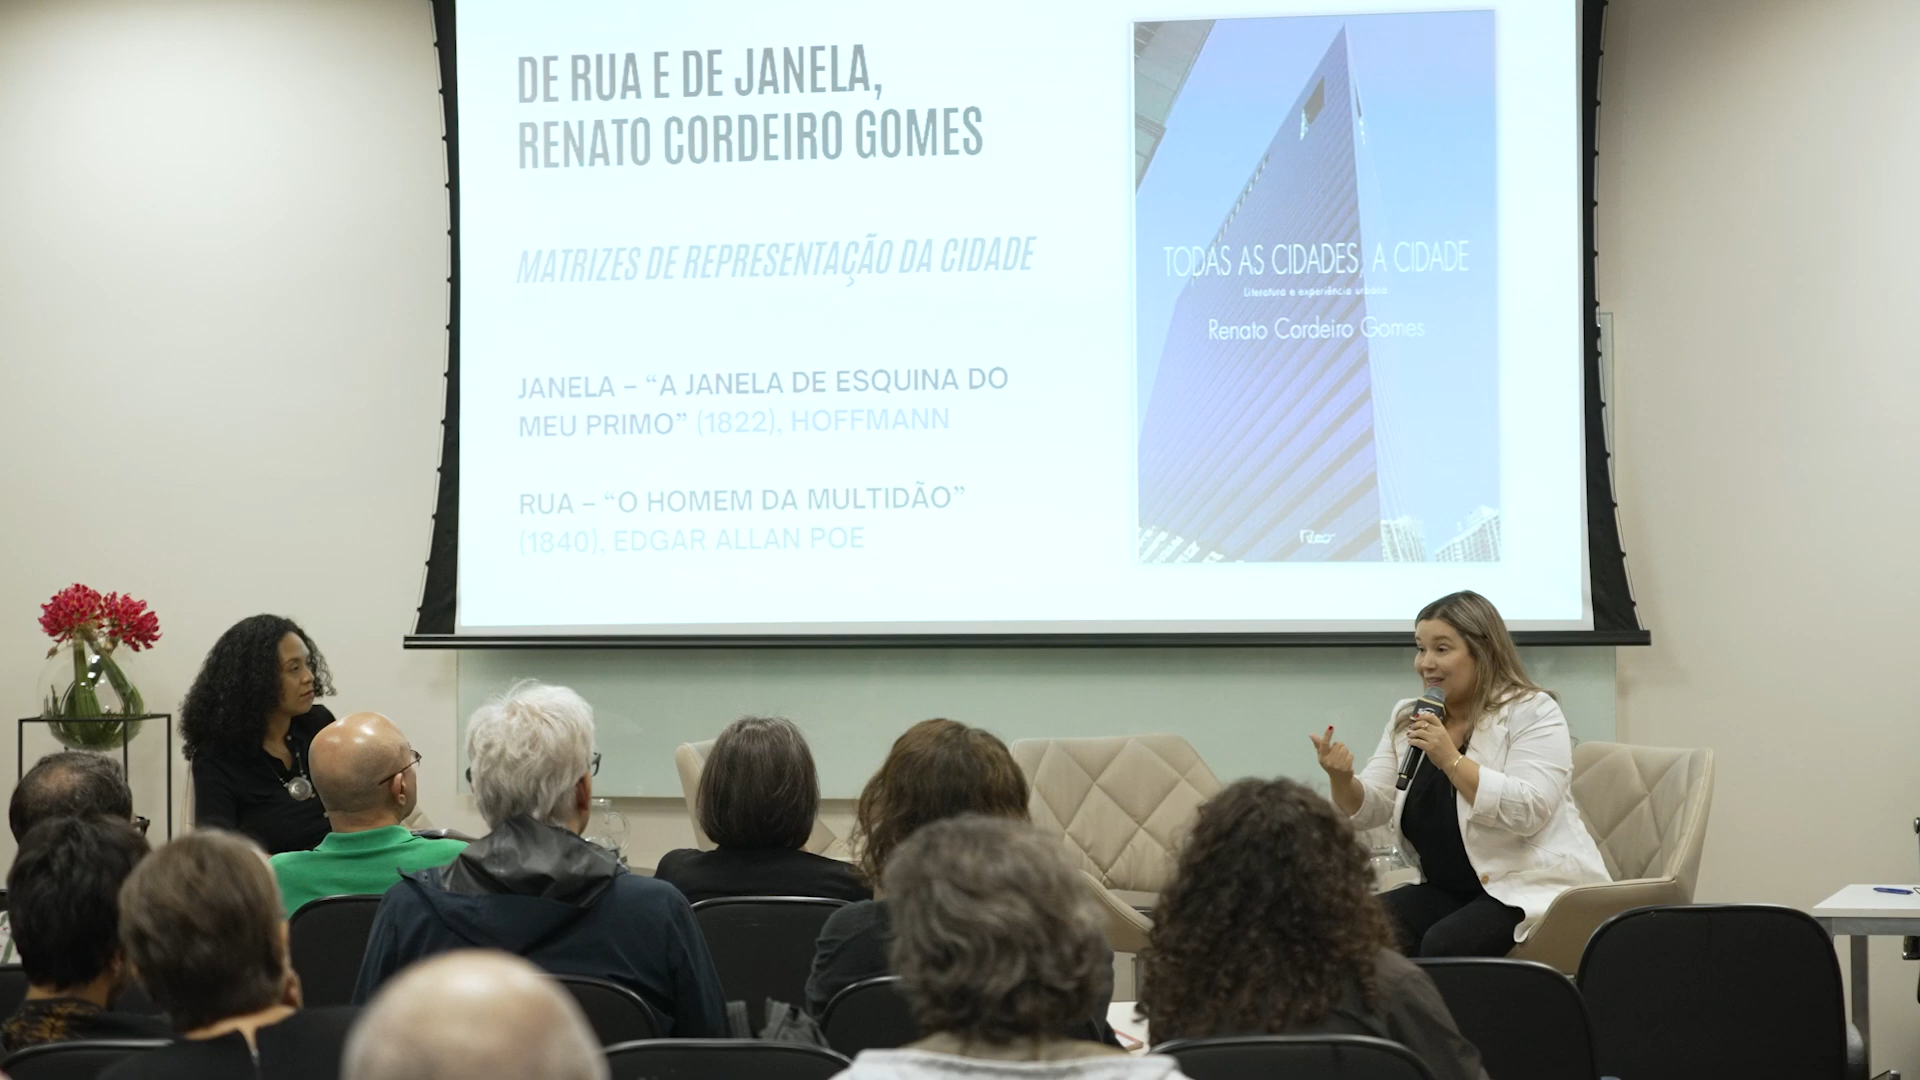 DE RUA E DE JANELA,
RENATO CORDEIRO GOMES
MATRIZES DE REPRESENTAÇÃO DA CIDADE
JANELA – “A JANELA DE ESQUINA DO
MEU PRIMO” (1822), HOFFMANN
RUA – “O HOMEM DA MULTIDÃO”
(1840), EDGAR ALLAN POE
TODAS AS CIDADES, A CIDADE
Literatura e experiência urbana
Renato Cordeiro Gomes